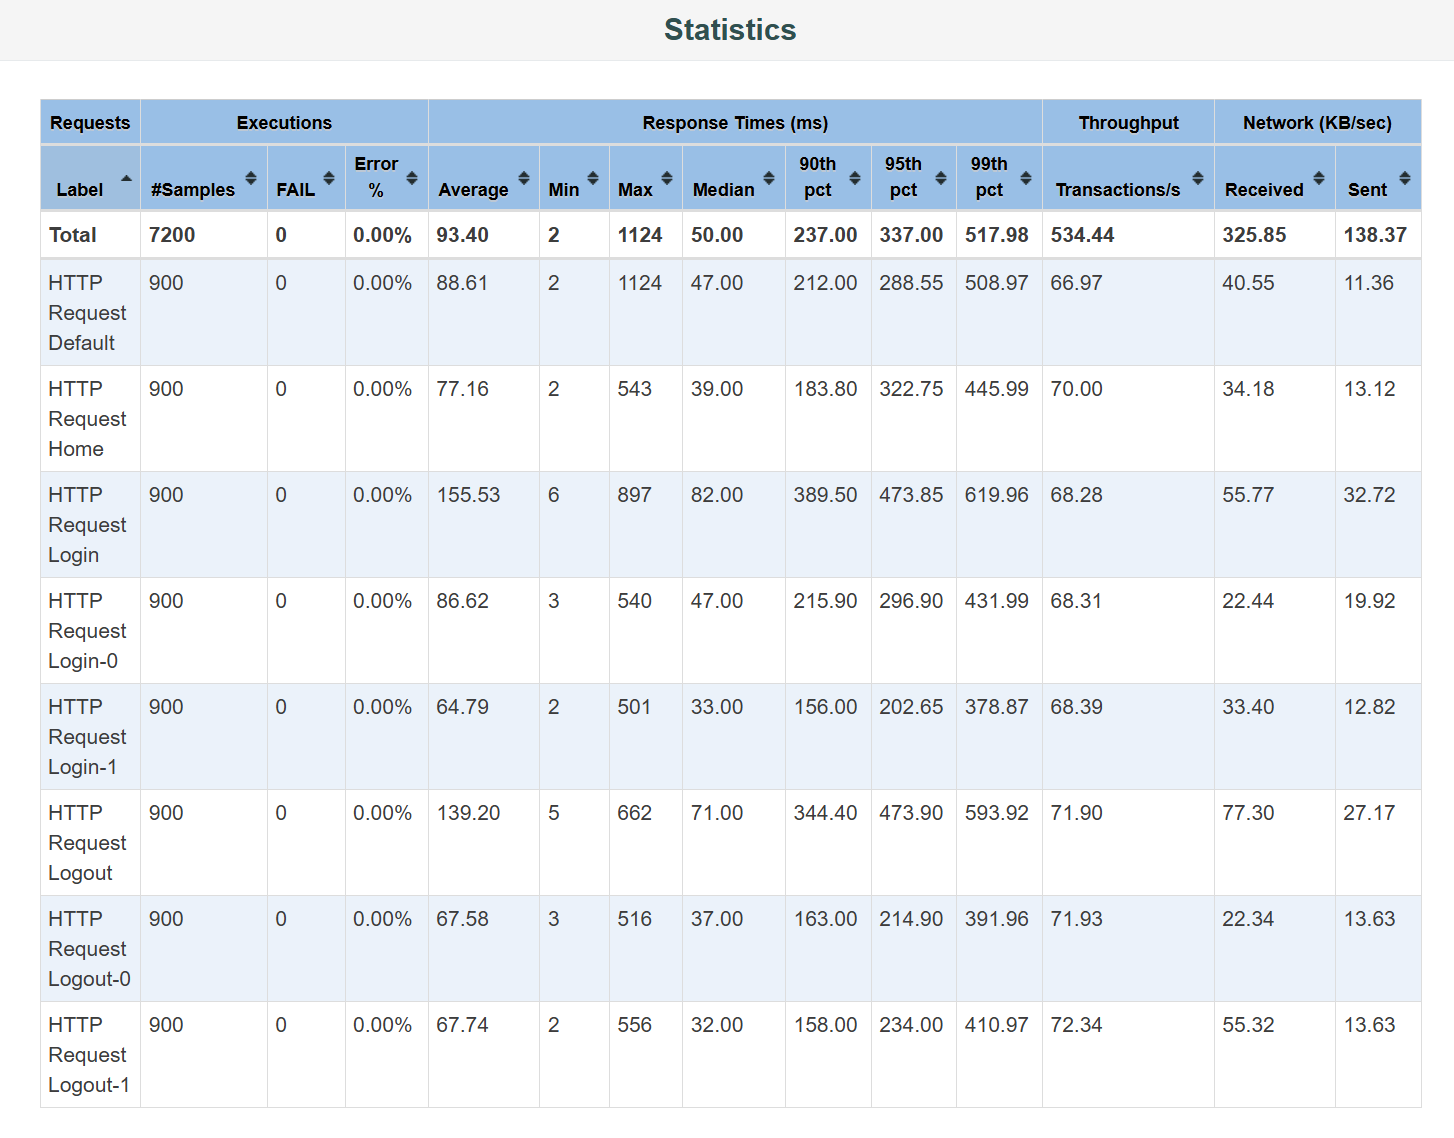 Statistics
Requests Executions Response Times (ms) Throughput Network (KB/sec)
Label #Samples FAIL Error % Average Min Max Median 90th pct 95th pct 99th pct Transactions/s Received Sent
Total 7200 0 0.00% 93.40 2 1124 50.00 237.00 337.00 517.98 534.44 325.85 138.37
HTTP Request Default 900 0 0.00% 88.61 2 1124 47.00 212.00 288.55 508.97 66.97 40.55 11.36
HTTP Request Home 900 0 0.00% 77.16 2 543 39.00 183.80 322.75 445.99 70.00 34.18 13.12
HTTP Request Login 900 0 0.00% 155.53 6 897 82.00 389.50 473.85 619.96 68.28 55.77 32.72
HTTP Request Login-0 900 0 0.00% 86.62 3 540 47.00 215.90 296.90 431.99 68.31 22.44 19.92
HTTP Request Login-1 900 0 0.00% 64.79 2 501 33.00 156.00 202.65 378.87 68.39 33.40 12.82
HTTP Request Logout 900 0 0.00% 139.20 5 662 71.00 344.40 473.90 593.92 71.90 77.30 27.17
HTTP Request Logout-0 900 0 0.00% 67.58 3 516 37.00 163.00 214.90 391.96 71.93 22.34 13.63
HTTP Request Logout-1 900 0 0.00% 67.74 2 556 32.00 158.00 234.00 410.97 72.34 55.32 13.63